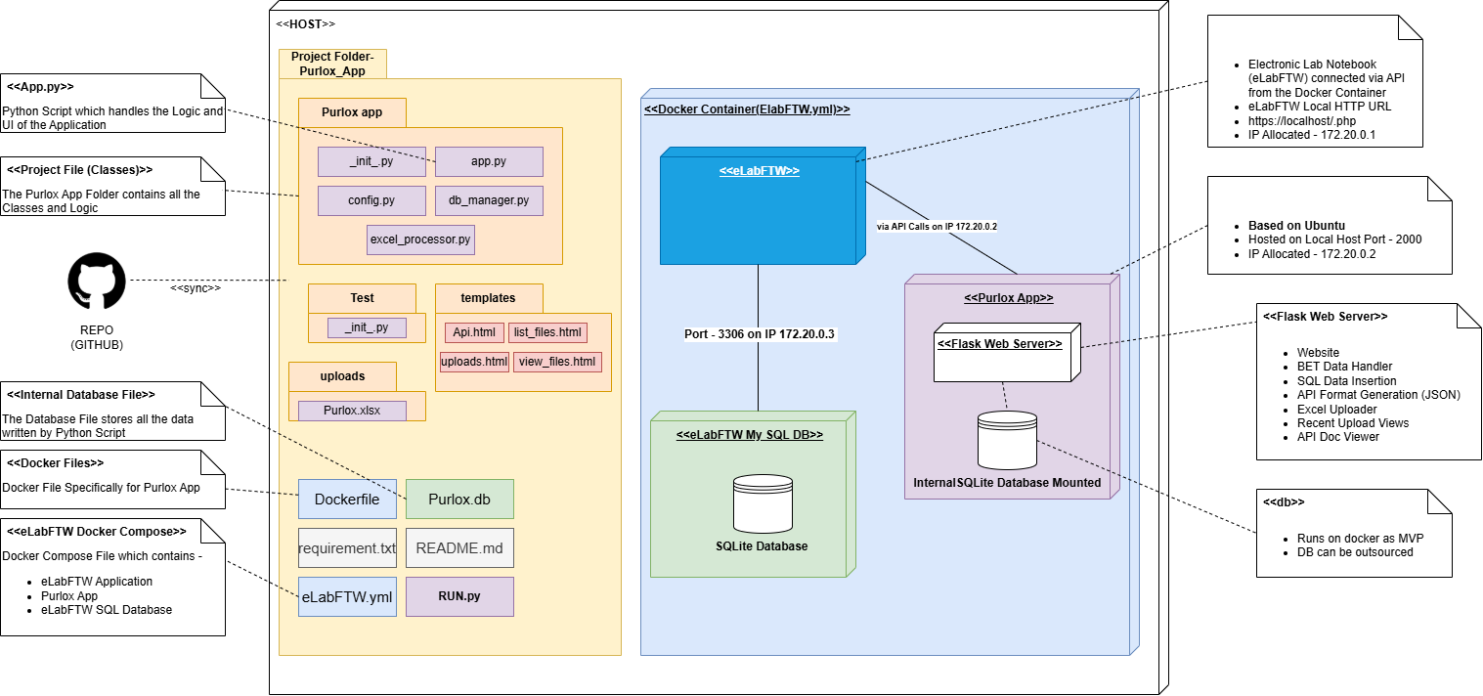 <<HOST>>
Project Folder-
Purlox_App
<<App.py>>
Python Script which handles the Logic and
UI of the Application
<<Project File (Classes)>>
The Purlox App Folder contains all the
Classes and Logic
<<sync>>
REPO
(GITHUB)
<<Internal Database File>>
The Database File stores all the data
written by Python Script
<<Docker Files>>
Docker File Specifically for Purlox App
<<eLabFTW Docker Compose>>
Docker Compose File which contains -
eLabFTW Application
Purlox App
eLabFTW SQL Database
Purlox app
_init_.py
app.py
config.py
db_manager.py
excel_processor.py
Test
_init_.py
templates
Api.html
list_files.html
uploads.html
view_files.html
uploads
Purlox.xlsx
Dockerfile
Purlox.db
requirement.txt
README.md
eLabFTW.yml
RUN.py
<<Docker Container(ElabFTW.yml)>>
<<eLabFTW>>
via API Calls on IP 172.20.0.2
Port - 3306 on IP 172.20.0.3
<<eLabFTW My SQL DB>>
SQLite Database
<<Purlox App>>
<<Flask Web Server>>
InternalSQLite Database Mounted
Electronic Lab Notebook
(eLabFTW) connected via API
from the Docker Container
eLabFTW Local HTTP URL
https://localhost/.php
IP Allocated - 172.20.0.1
Based on Ubuntu
Hosted on Local Host Port - 2000
IP Allocated - 172.20.0.2
<<Flask Web Server>>
Website
BET Data Handler
SQL Data Insertion
API Format Generation (JSON)
Excel Uploader
Recent Upload Views
API Doc Viewer
<<db>>
Runs on docker as MVP
DB can be outsourced